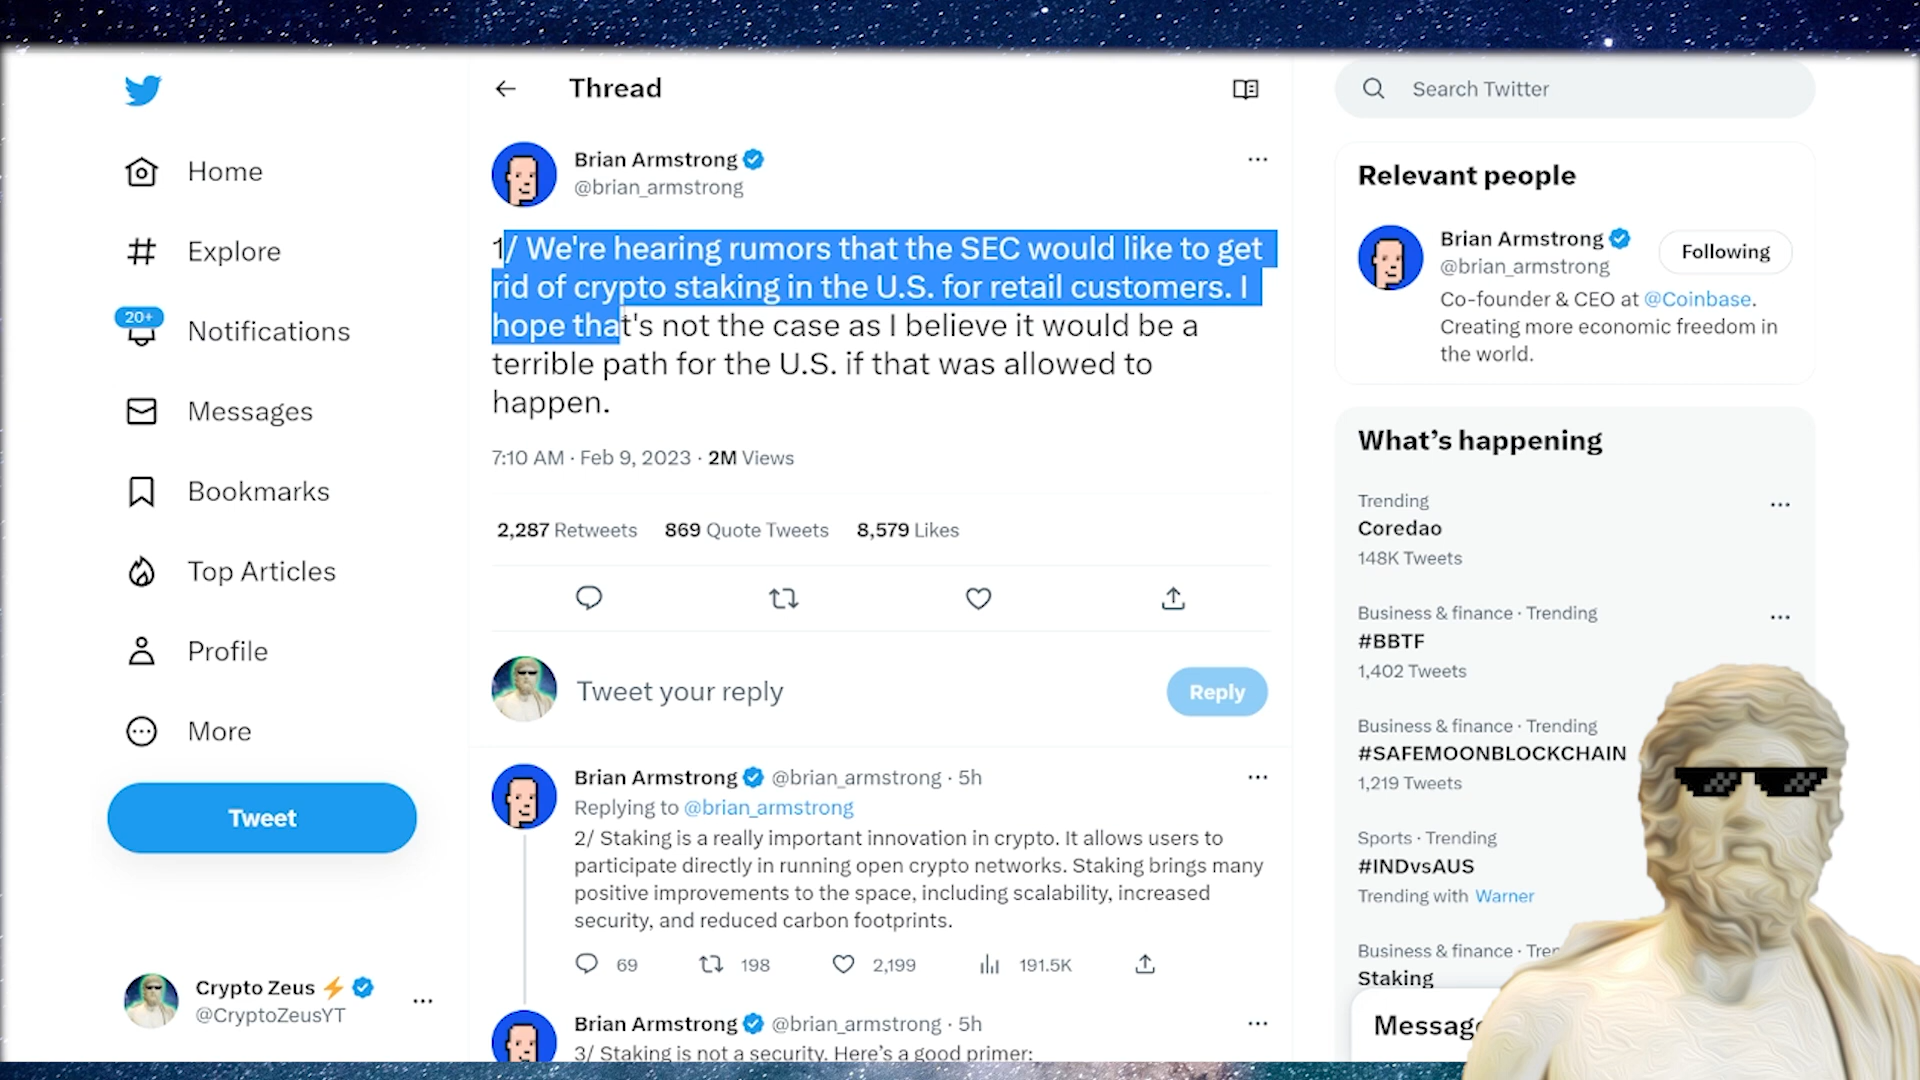 Home
Explore
20+
Notifications
Messages
Bookmarks
Top Articles
Profile
More
Tweet
Crypto Zeus⚡
@CryptoZeusYT
Thread
Brian Armstrong
@brian_armstrong
1/ We're hearing rumors that the SEC would like to get
rid of crypto staking in the U.S. for retail customers. I
hope that's not the case as I believe it would be a
terrible path for the U.S. if that was allowed to
happen.
7:10 AM · Feb 9, 2023 · 2M Views
2,287 Retweets 869 Quote Tweets 8,579 Likes
Tweet your reply
Reply
Brian Armstrong @brian_armstrong · 5h
Replying to @brian_armstrong
2/ Staking is a really important innovation in crypto. It allows users to
participate directly in running open crypto networks. Staking brings many
positive improvements to the space, including scalability, increased
security, and reduced carbon footprints.
69 198 2,199 191.5K
Brian Armstrong @brian_armstrong · 5h
3/ Staking is not a security. Here's a good primer:
Search Twitter
Relevant people
Brian Armstrong
@brian_armstrong
Following
Co-founder & CEO at @Coinbase.
Creating more economic freedom in
the world.
What's happening
Trending
Coredao
148K Tweets
Business & finance · Trending
#BBTF
1,402 Tweets
Business & finance · Trending
#SAFEMOONBLOCKCHAIN
1,219 Tweets
Sports · Trending
#INDvsAUS
Trending with Warner
Business & finance ·
Staking